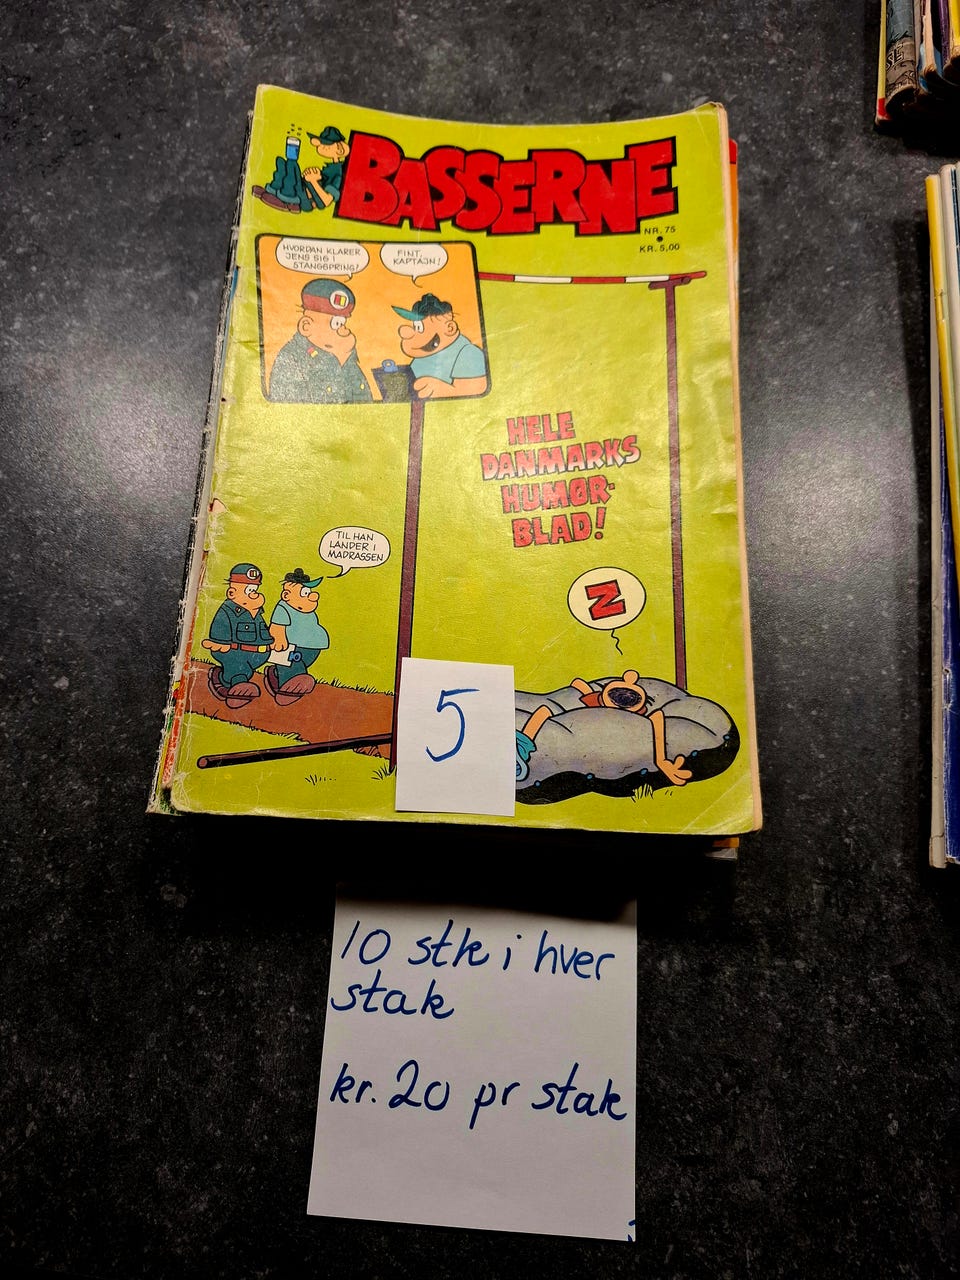 BASSERNE
NR. 75
KR. 5,00
HVORDAN KLARER
JENS SIG I
STANGSPRING?
FINT,
KAPTAJN!
HELE
DANMARKS
HUMØR-
BLAD!
TIL HAN
LANDER I
MADRASSEN
Z
5
10 stk i hver
stak
kr. 20 pr stak